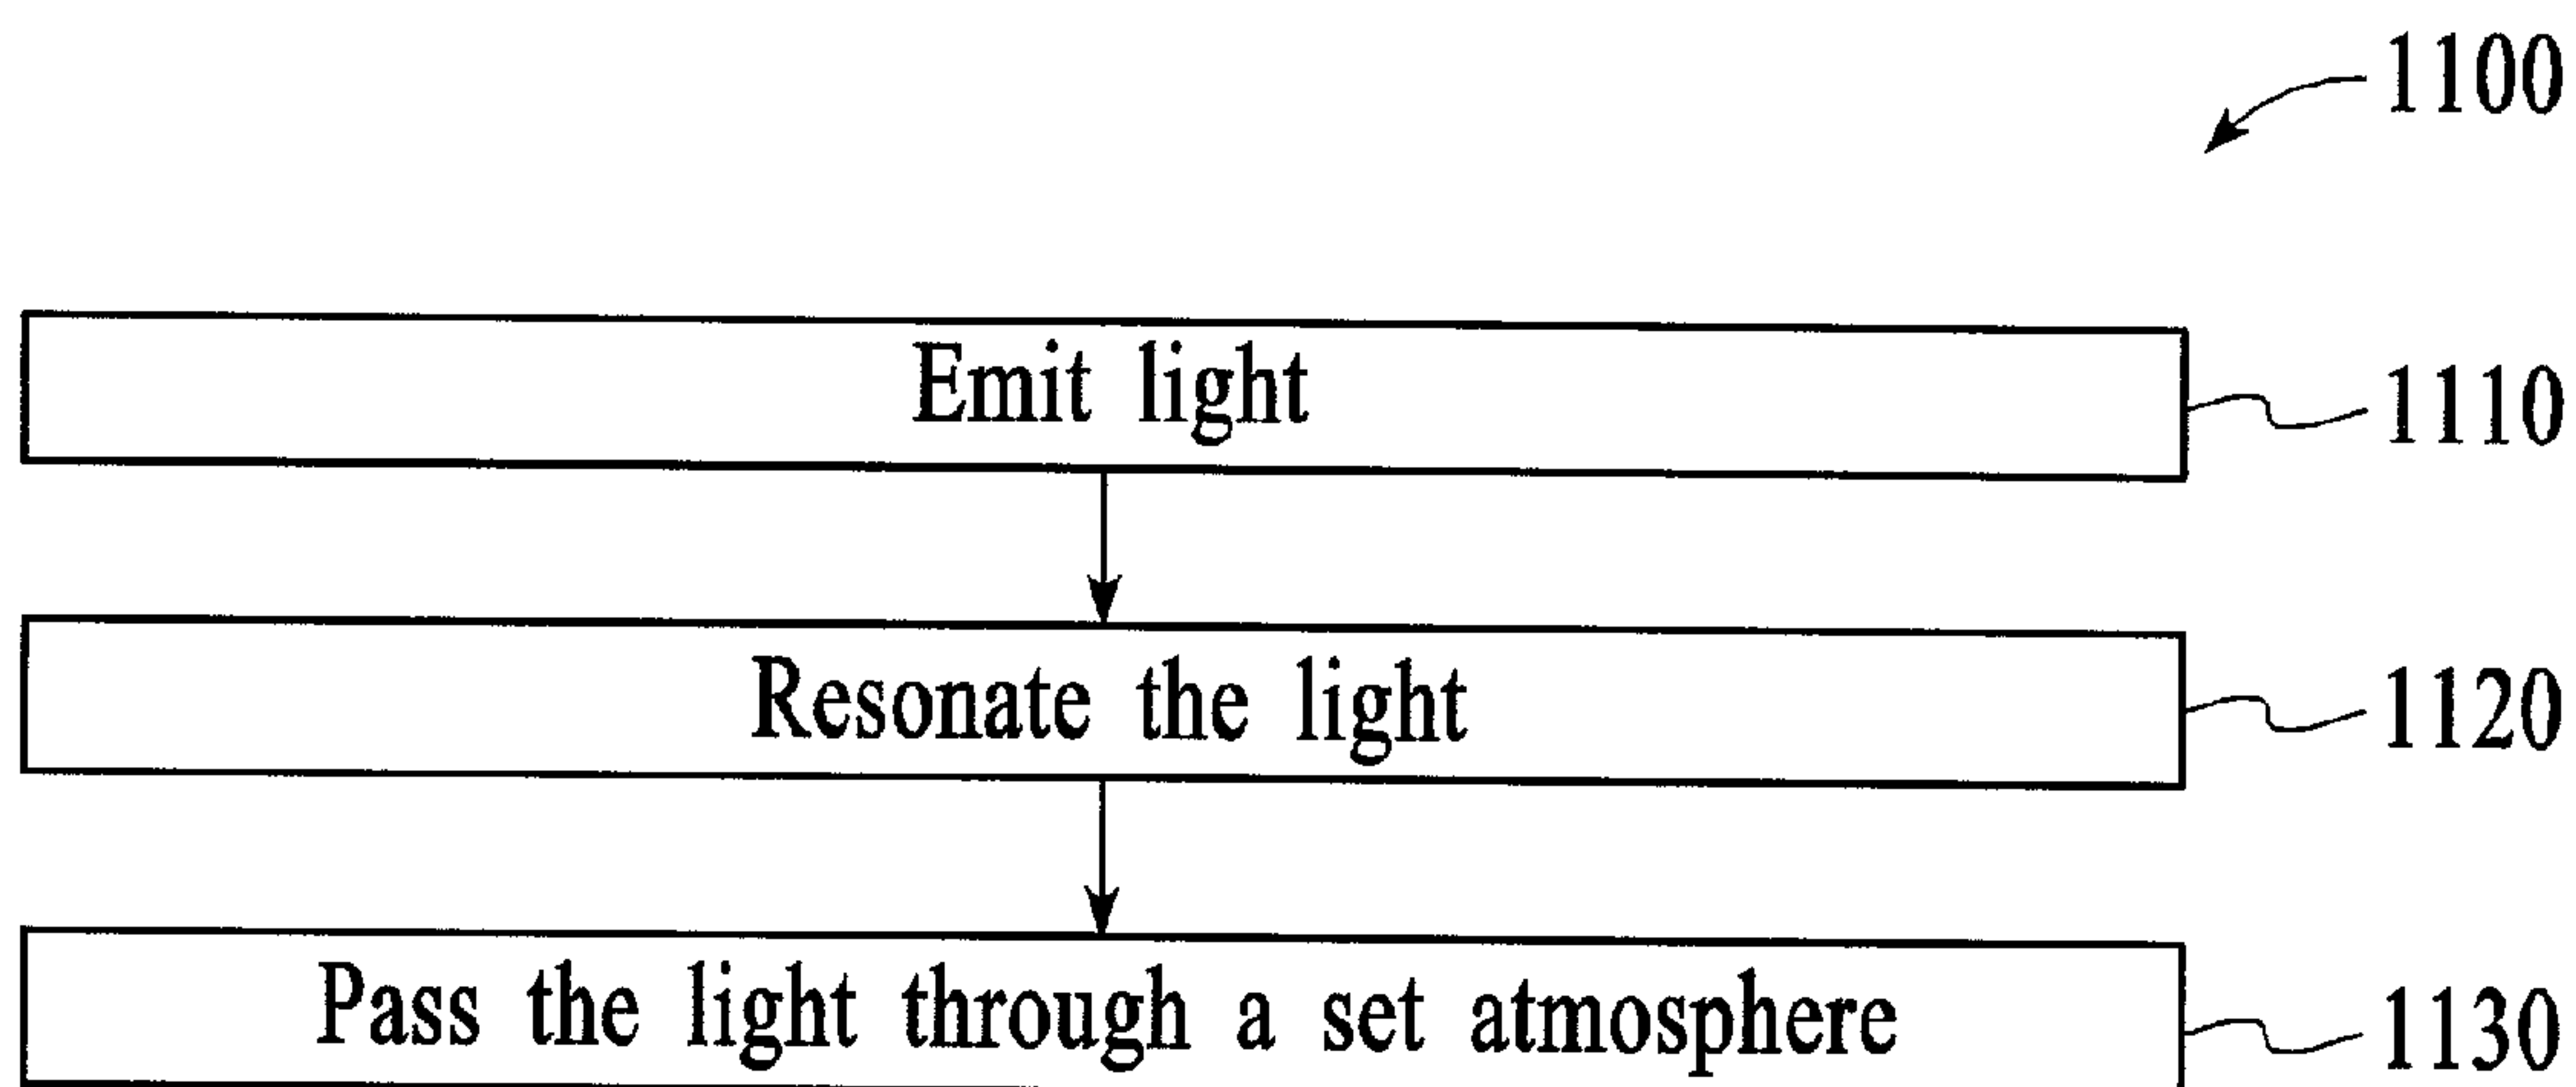 1100
Emit light
1110
Resonate the light
1120
Pass the light through a set atmosphere
1130